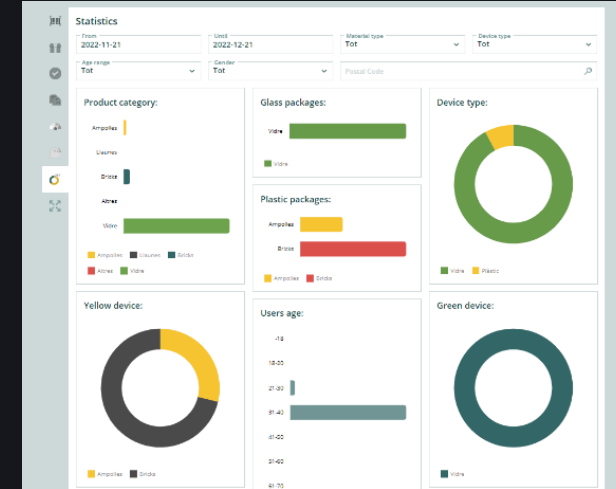 Statistics
From
2022-11-21
Until
2022-12-21
Material type
Tot
Device type
Tot
Age range
Tot
Gender
Tot
Postal Code
Product category:
Ampolles
Llaunes
Bricks
Altres
Vidre
Ampolles Llaunes Bricks
Altres Vidre
Glass packages:
Vidre
Vidre
Plastic packages:
Ampolles
Bricks
Ampolles Bricks
Device type:
Vidre Plàstic
Yellow device:
Ampolles Bricks
Users age:
-18
18-20
21-30
31-40
41-50
51-60
61-70
Green device:
Vidre